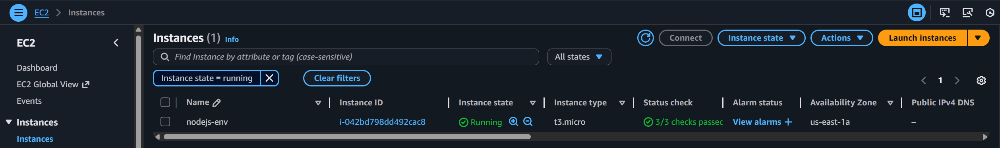 EC2 > Instances
EC2
Dashboard
EC2 Global View
Events
Instances
Instances
Instances (1) Info
Connect
Instance state
Actions
Launch instances
Find Instance by attribute or tag (case-sensitive)
All states
Instance state = running
Clear filters
1
Name Instance ID Instance state Instance type Status check Alarm status Availability Zone Public IPv4 DNS
nodejs-env i-042bd798dd492cac8 Running t3.micro 3/3 checks passec View alarms + us-east-1a –